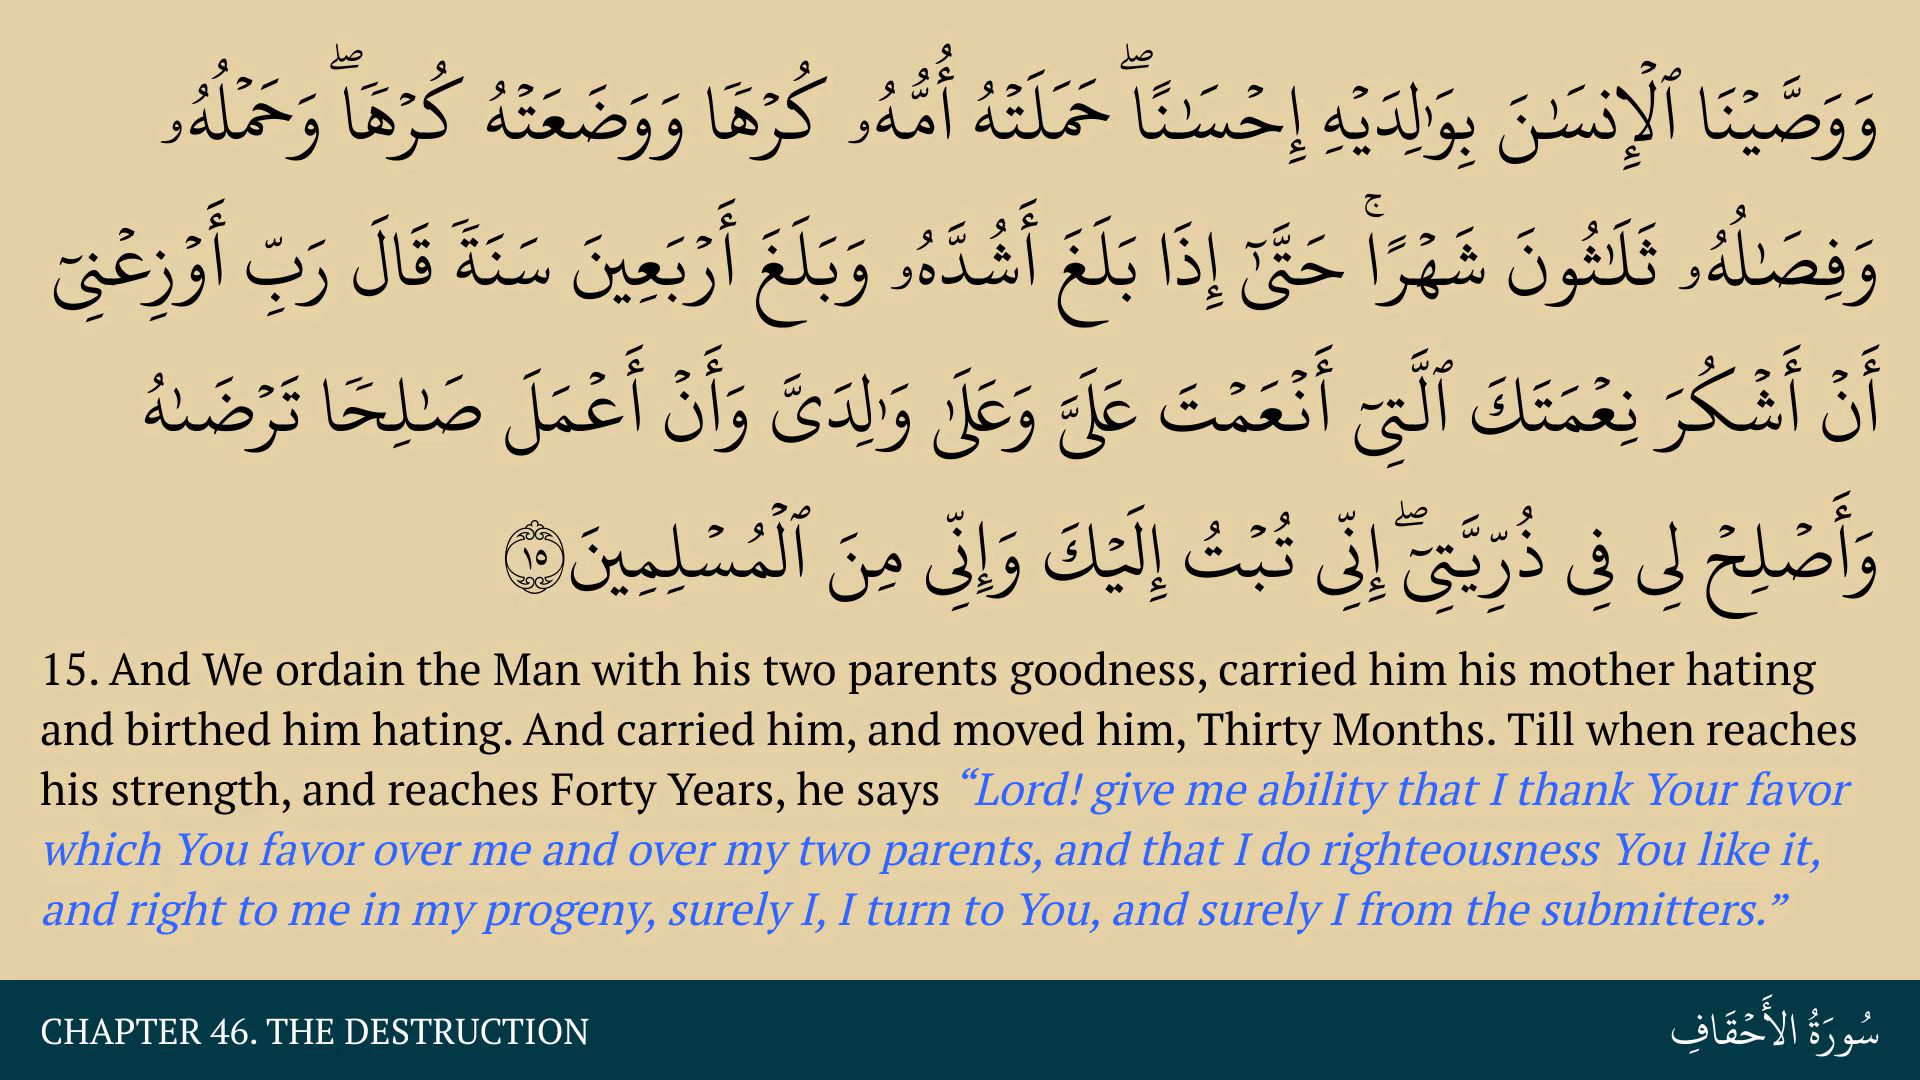 وَوَصَّيْنَا ٱلْإِنسَـٰنَ بِوَٰلِدَيْهِ إِحْسَـٰنًا ۖ حَمَلَتْهُ أُمُّهُۥ كُرْهًا وَوَضَعَتْهُ كُرْهًا ۖ وَحَمْلُهُۥ
وَفِصَـٰلُهُۥ ثَلَـٰثُونَ شَهْرًا ۚ حَتَّىٰٓ إِذَا بَلَغَ أَشُدَّهُۥ وَبَلَغَ أَرْبَعِينَ سَنَةً قَالَ رَبِّ أَوْزِعْنِىٓ
أَنْ أَشْكُرَ نِعْمَتَكَ ٱلَّتِىٓ أَنْعَمْتَ عَلَىَّ وَعَلَىٰ وَٰلِدَىَّ وَأَنْ أَعْمَلَ صَـٰلِحًا تَرْضَىٰهُ
وَأَصْلِحْ لِى فِى ذُرِّيَّتِىٓ ۖ إِنِّى تُبْتُ إِلَيْكَ وَإِنِّى مِنَ ٱلْمُسْلِمِينَ ١٥
15. And We ordain the Man with his two parents goodness, carried him his mother hating
and birthed him hating. And carried him, and moved him, Thirty Months. Till when reaches
his strength, and reaches Forty Years, he says “Lord! give me ability that I thank Your favor
which You favor over me and over my two parents, and that I do righteousness You like it,
and right to me in my progeny, surely I, I turn to You, and surely I from the submitters.”
CHAPTER 46. THE DESTRUCTION
سُورَةُ الأَحْقَافِ